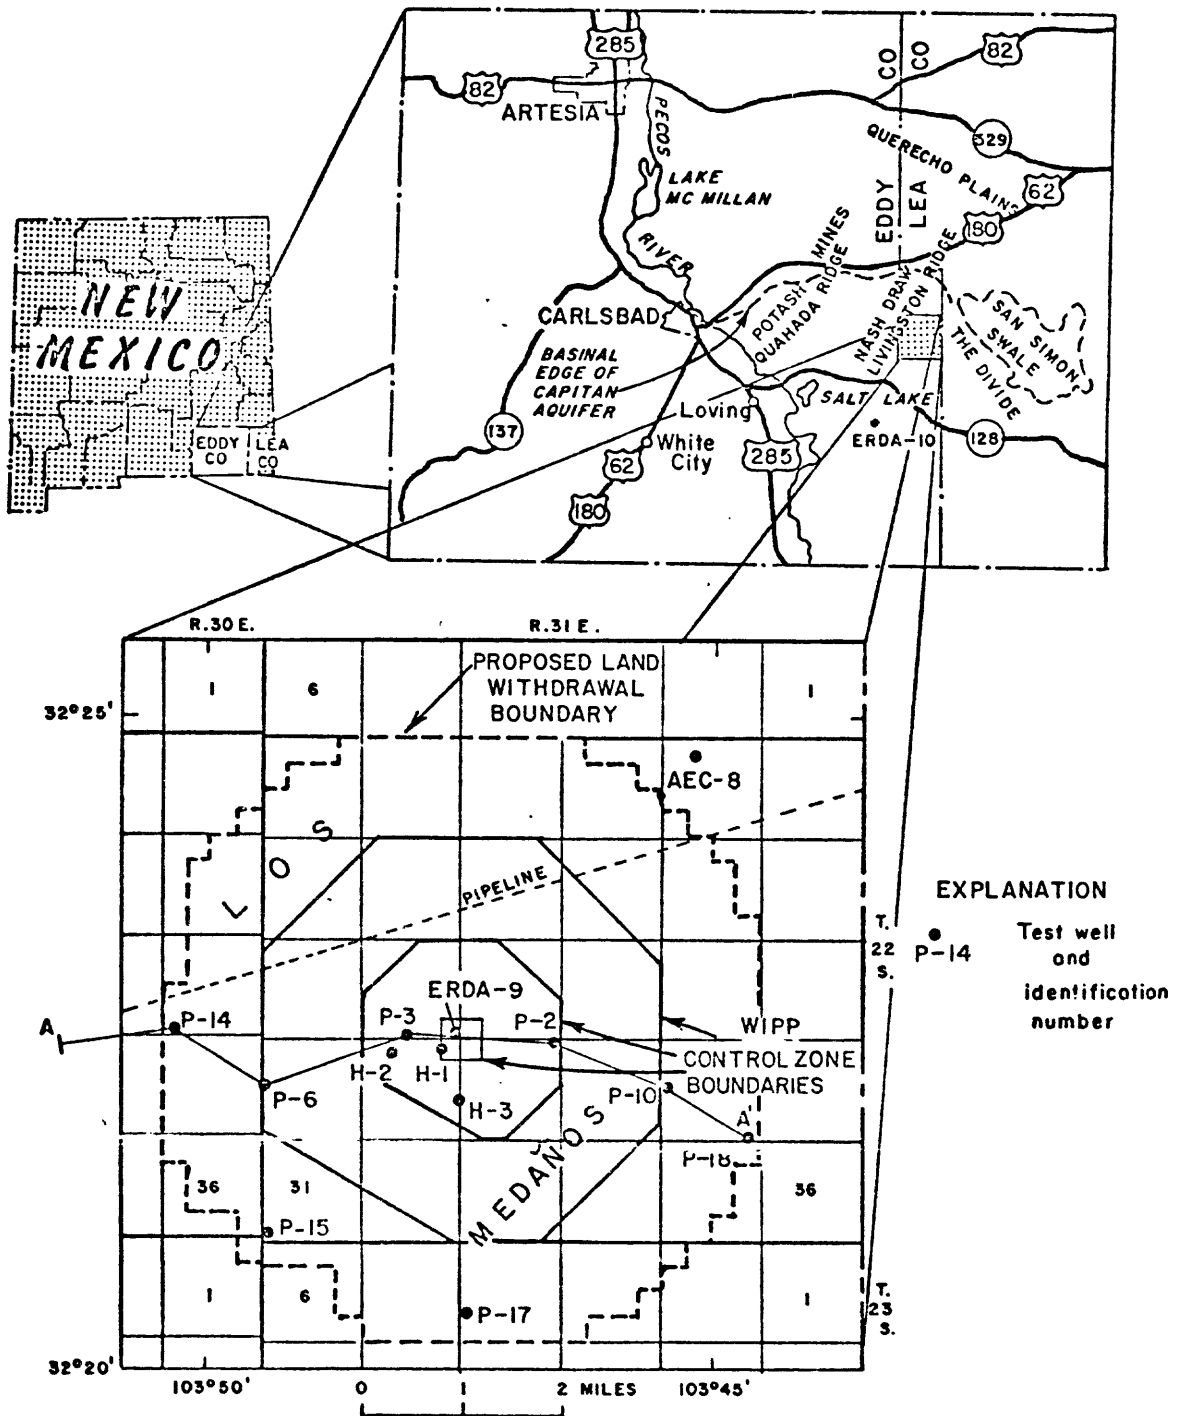 285
82
ARTESIA
PECOS
CO
CO
82
329
QUERECHO PLAINS
LAKE
MC MILLAN
EDDY
LEA
62
180
RIVER
MINES
POTASH
QUAHADA RIDGE
NASH DRAW
LIVINGSTON RIDGE
SAN SIMON
SWALE
THE DIVIDE
NEW
MEXICO
EDDY
CO
LEA
CO
CARLSBAD
BASINAL
EDGE OF
CAPITAN
AQUIFER
137
Loving
SALT LAKE
ERDA-10
128
White
City
62
180
285
R.30 E.
R.31 E.
1
6
PROPOSED LAND
WITHDRAWAL
BOUNDARY
1
32°25'
AEC-8
LOS
PIPELINE
EXPLANATION
T.
22
S.
P-14
Test well
and
identification
number
ERDA-9
A
P-14
P-3
P-2
WIPP
CONTROL ZONE
BOUNDARIES
H-2
H-1
P-6
H-3
P-10
A'
P-18
MEDAÑOS
36
31
36
P-15
1
6
1
P-17
T.
23
S.
32°20'
103°50'
0
1
2 MILES
103°45'